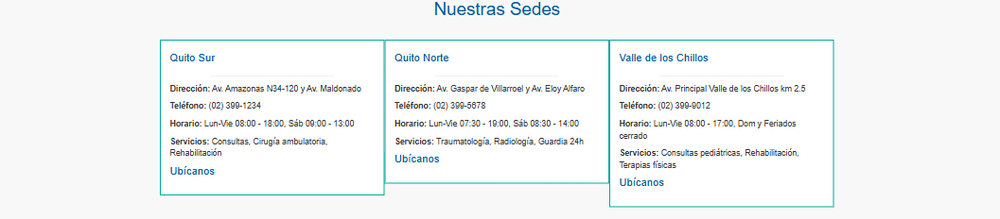 Nuestras Sedes
Quito Sur
Dirección: Av. Amazonas N34-120 y Av. Maldonado
Teléfono: (02) 399-1234
Horario: Lun-Vie 08:00 - 18:00, Sáb 09:00 - 13:00
Servicios: Consultas, Cirugía ambulatoria,
Rehabilitación
Ubícanos
Quito Norte
Dirección: Av. Gaspar de Villarroel y Av. Eloy Alfaro
Teléfono: (02) 399-5678
Horario: Lun-Vie 07:30 - 19:00, Sáb 08:30 - 14:00
Servicios: Traumatología, Radiología, Guardia 24h
Ubícanos
Valle de los Chillos
Dirección: Av. Principal Valle de los Chillos km 2.5
Teléfono: (02) 399-9012
Horario: Lun-Vie 08:00 - 17:00, Dom y Feriados
cerrado
Servicios: Consultas pediátricas, Rehabilitación,
Terapias físicas
Ubícanos